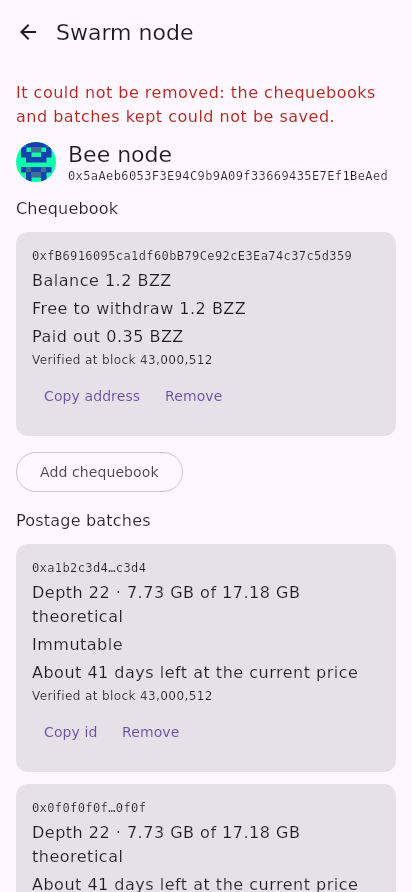 Swarm node
It could not be removed: the chequebooks
and batches kept could not be saved.
Bee node
0x5aAeb6053F3E94C9b9A09f33669435E7Ef1BeAed
Chequebook
0xfB6916095ca1df60bB79Ce92cE3Ea74c37c5d359
Balance 1.2 BZZ
Free to withdraw 1.2 BZZ
Paid out 0.35 BZZ
Verified at block 43,000,512
Copy address Remove
Add chequebook
Postage batches
0xa1b2c3d4…c3d4
Depth 22 · 7.73 GB of 17.18 GB
theoretical
Immutable
About 41 days left at the current price
Verified at block 43,000,512
Copy id Remove
0x0f0f0f0f…0f0f
Depth 22 · 7.73 GB of 17.18 GB
theoretical
About 41 days left at the current price